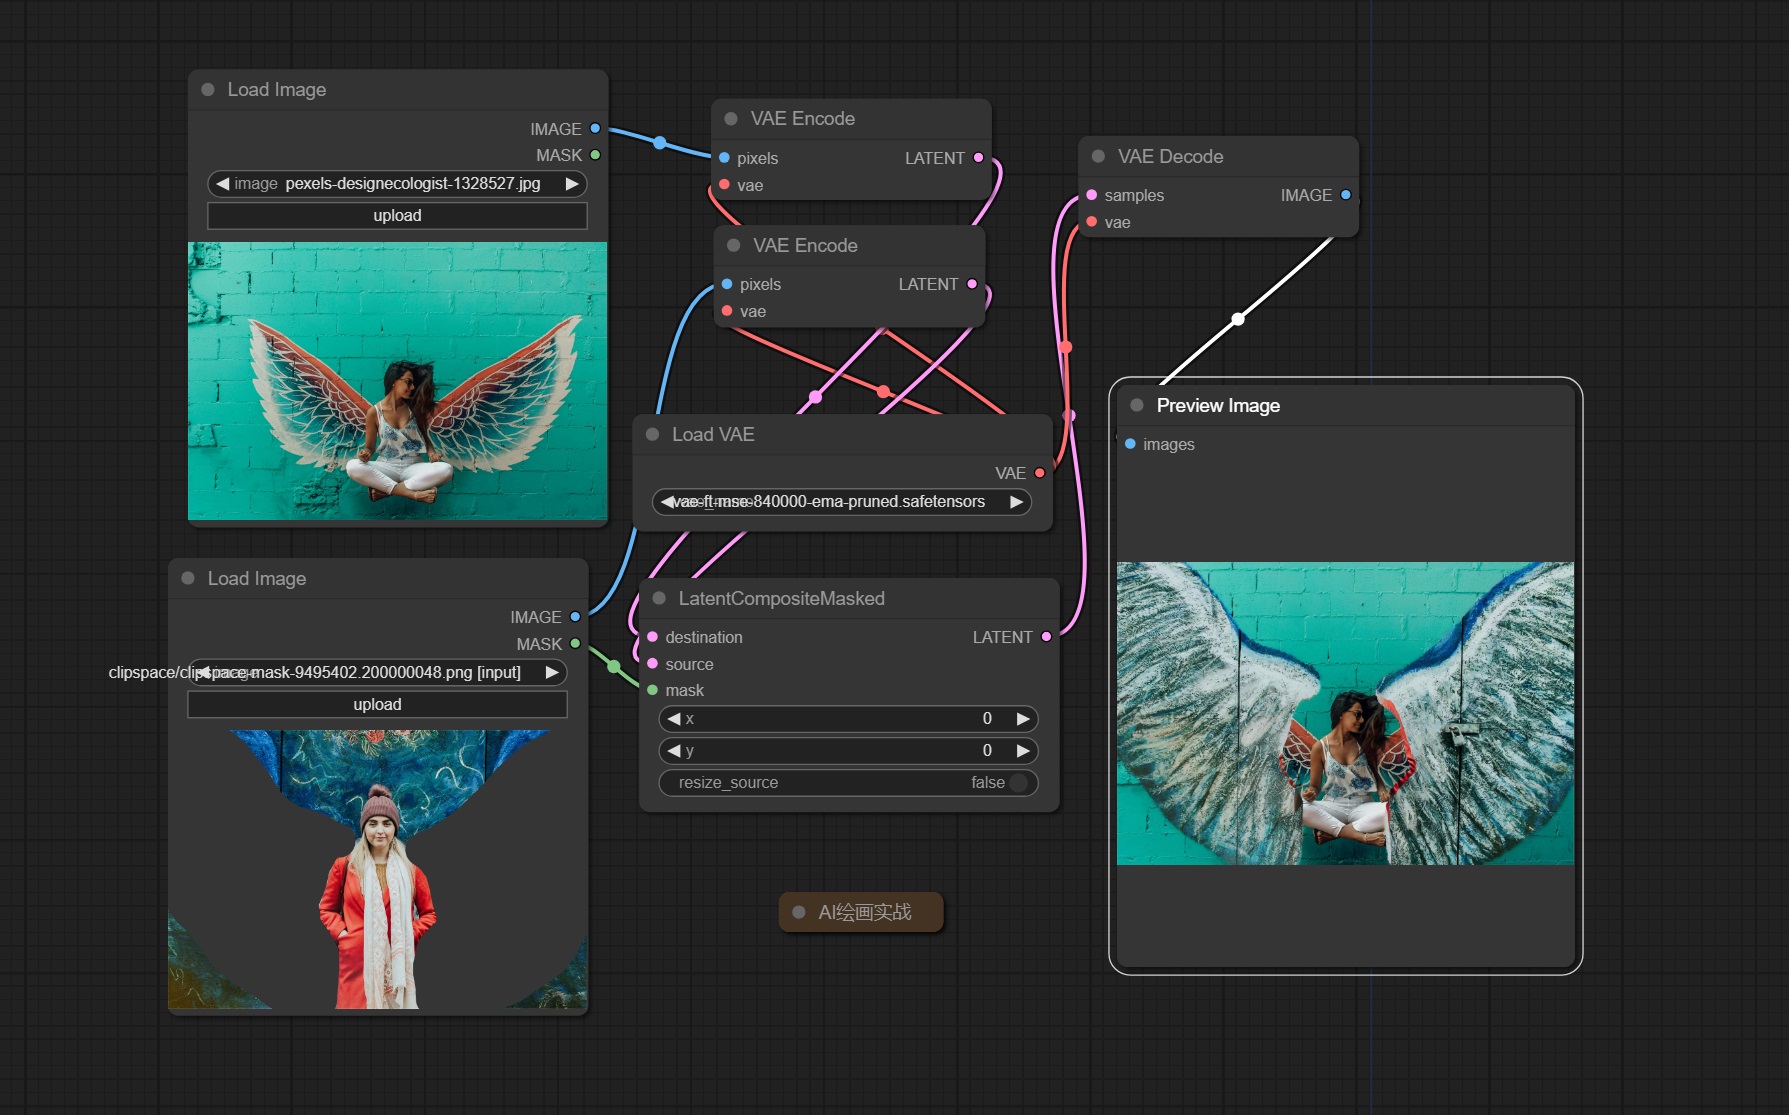 Load Image
IMAGE
MASK
image pexels-designecologist-1328527.jpg
upload
VAE Encode
pixels LATENT
vae
VAE Encode
pixels LATENT
vae
VAE Decode
samples IMAGE
vae
Load VAE
VAE
vae-ft-mse-840000-ema-pruned.safetensors
Preview Image
images
Load Image
IMAGE
MASK
clipspace/clipspace-mask-9495402.200000048.png [input]
upload
LatentCompositeMasked
destination LATENT
source
mask
x 0
y 0
resize_source false
AI绘画实战